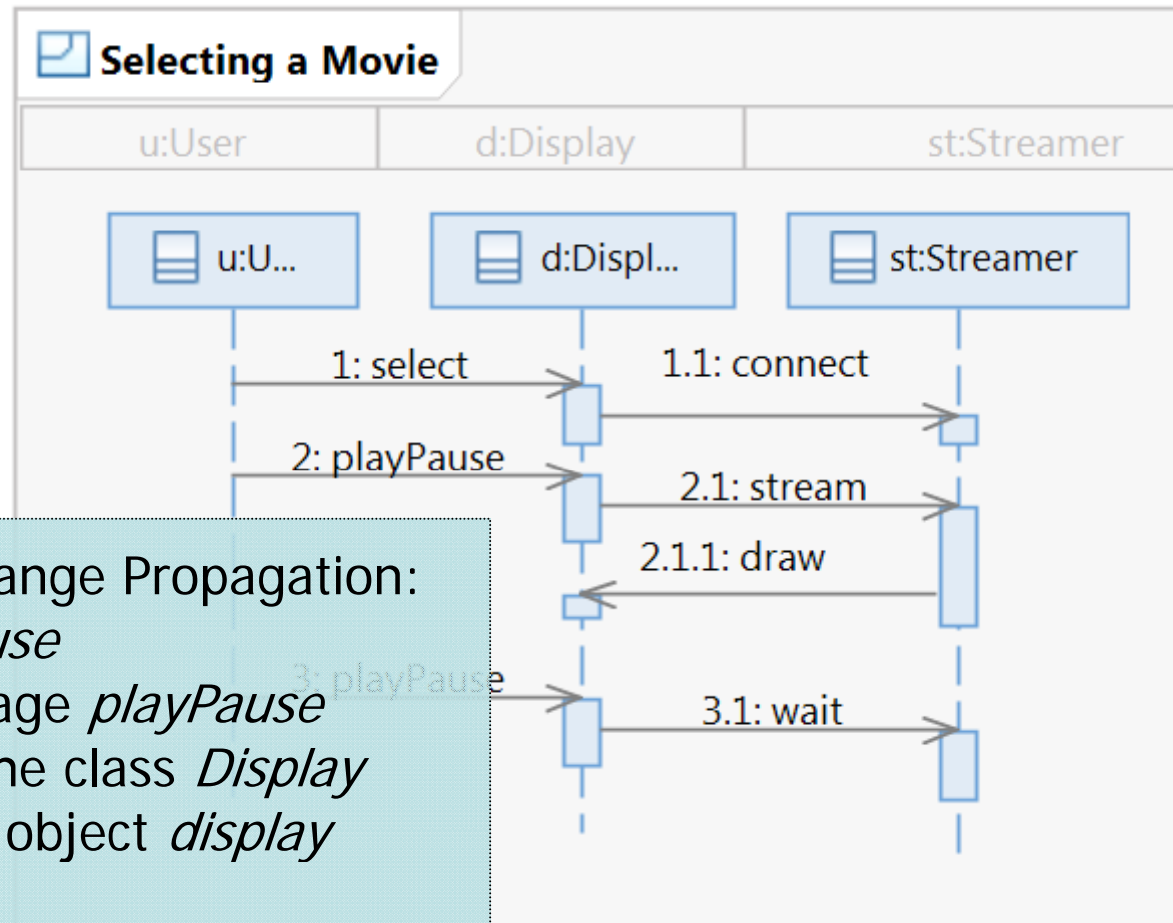 Selecting a Movie
u:User d:Display st:Streamer
u:U... d:Displ... st:Streamer
1: select 1.1: connect
2: playPause
2.1: stream
2.1.1: draw
3: playPause
3.1: wait
ange Propagation:
use
age playPause
ne class Display
object display